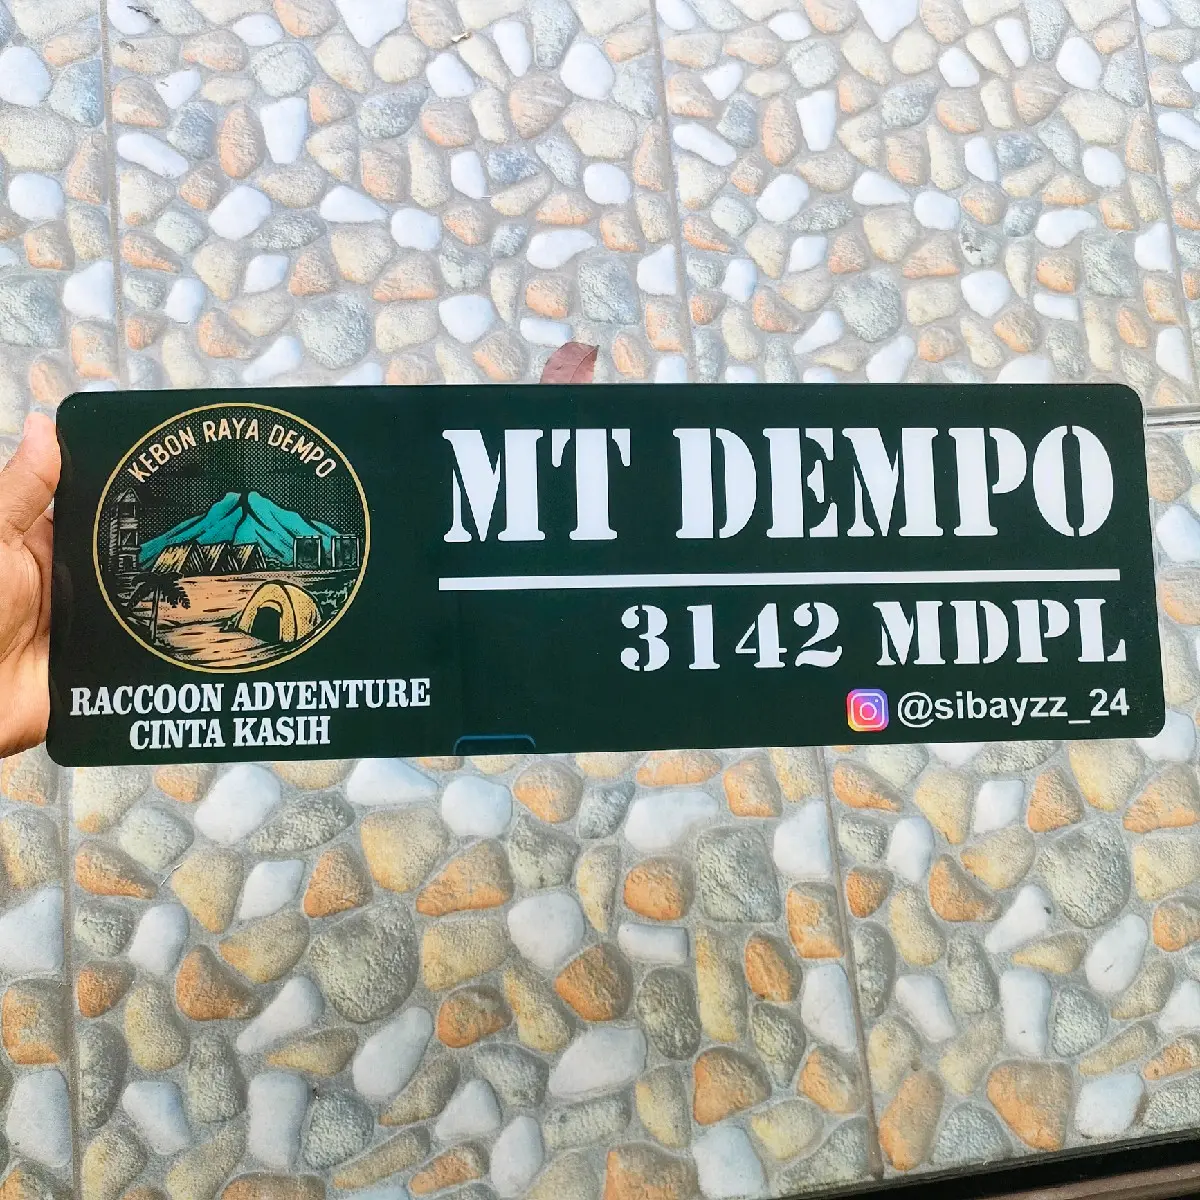 KEBON RAYA DEMPO
RACCOON ADVENTURE
CINTA KASIH
MT DEMPO
3142 MDPL
@sibayzz_24